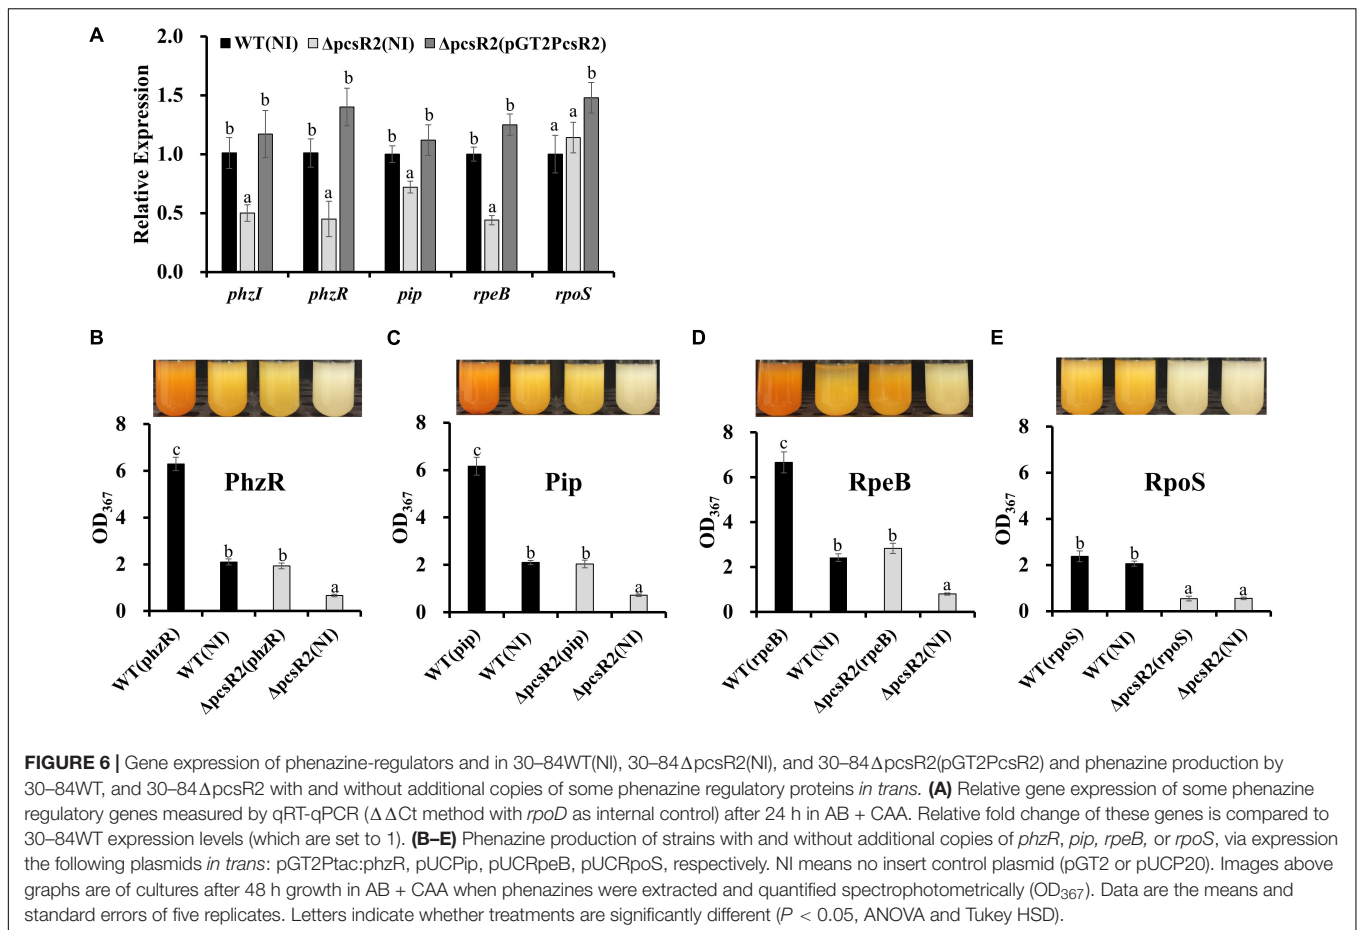 A
2.0
WT(NI) ΔpcsR2(NI) ΔpcsR2(pGT2PcsR2)
1.5
1.0
0.5
0.0
Relative Expression
b a b
b a b
b a b
b a b
a a b
phzI phzR pip rpeB rpoS
B
8
6
4
2
0
OD367
PhzR
c b b a
WT(phzR) WT(NI) ΔpcsR2(phzR) ΔpcsR2(NI)
C
8
6
4
2
0
OD367
Pip
c b b a
WT(pip) WT(NI) ΔpcsR2(pip) ΔpcsR2(NI)
D
8
6
4
2
0
OD367
RpeB
c b b a
WT(rpeB) WT(NI) ΔpcsR2(rpeB) ΔpcsR2(NI)
E
8
6
4
2
0
OD367
RpoS
b b a a
WT(rpoS) WT(NI) ΔpcsR2(rpoS) ΔpcsR2(NI)
FIGURE 6 | Gene expression of phenazine-regulators and in 30–84WT(NI), 30–84ΔpcsR2(NI), and 30–84ΔpcsR2(pGT2PcsR2) and phenazine production by
30–84WT, and 30–84ΔpcsR2 with and without additional copies of some phenazine regulatory proteins in trans. (A) Relative gene expression of some phenazine
regulatory genes measured by qRT-qPCR (ΔΔCt method with rpoD as internal control) after 24 h in AB + CAA. Relative fold change of these genes is compared to
30–84WT expression levels (which are set to 1). (B–E) Phenazine production of strains with and without additional copies of phzR, pip, rpeB, or rpoS, via expression
the following plasmids in trans: pGT2Ptac:phzR, pUCPip, pUCRpeB, pUCRpoS, respectively. NI means no insert control plasmid (pGT2 or pUCP20). Images above
graphs are of cultures after 48 h growth in AB + CAA when phenazines were extracted and quantified spectrophotometrically (OD367). Data are the means and
standard errors of five replicates. Letters indicate whether treatments are significantly different (P < 0.05, ANOVA and Tukey HSD).